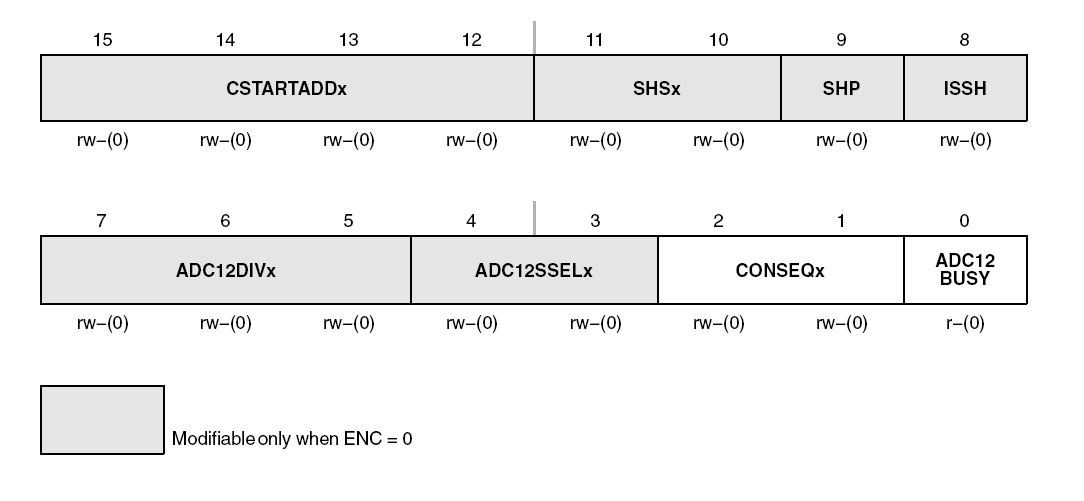 15 14 13 12 11 10 9 8
CSTARTADDx SHSx SHP ISSH
rw−(0) rw−(0) rw−(0) rw−(0) rw−(0) rw−(0) rw−(0) rw−(0)
7 6 5 4 3 2 1 0
ADC12DIVx ADC12SSELx CONSEQx ADC12
BUSY
rw−(0) rw−(0) rw−(0) rw−(0) rw−(0) rw−(0) rw−(0) r−(0)
Modifiable only when ENC = 0